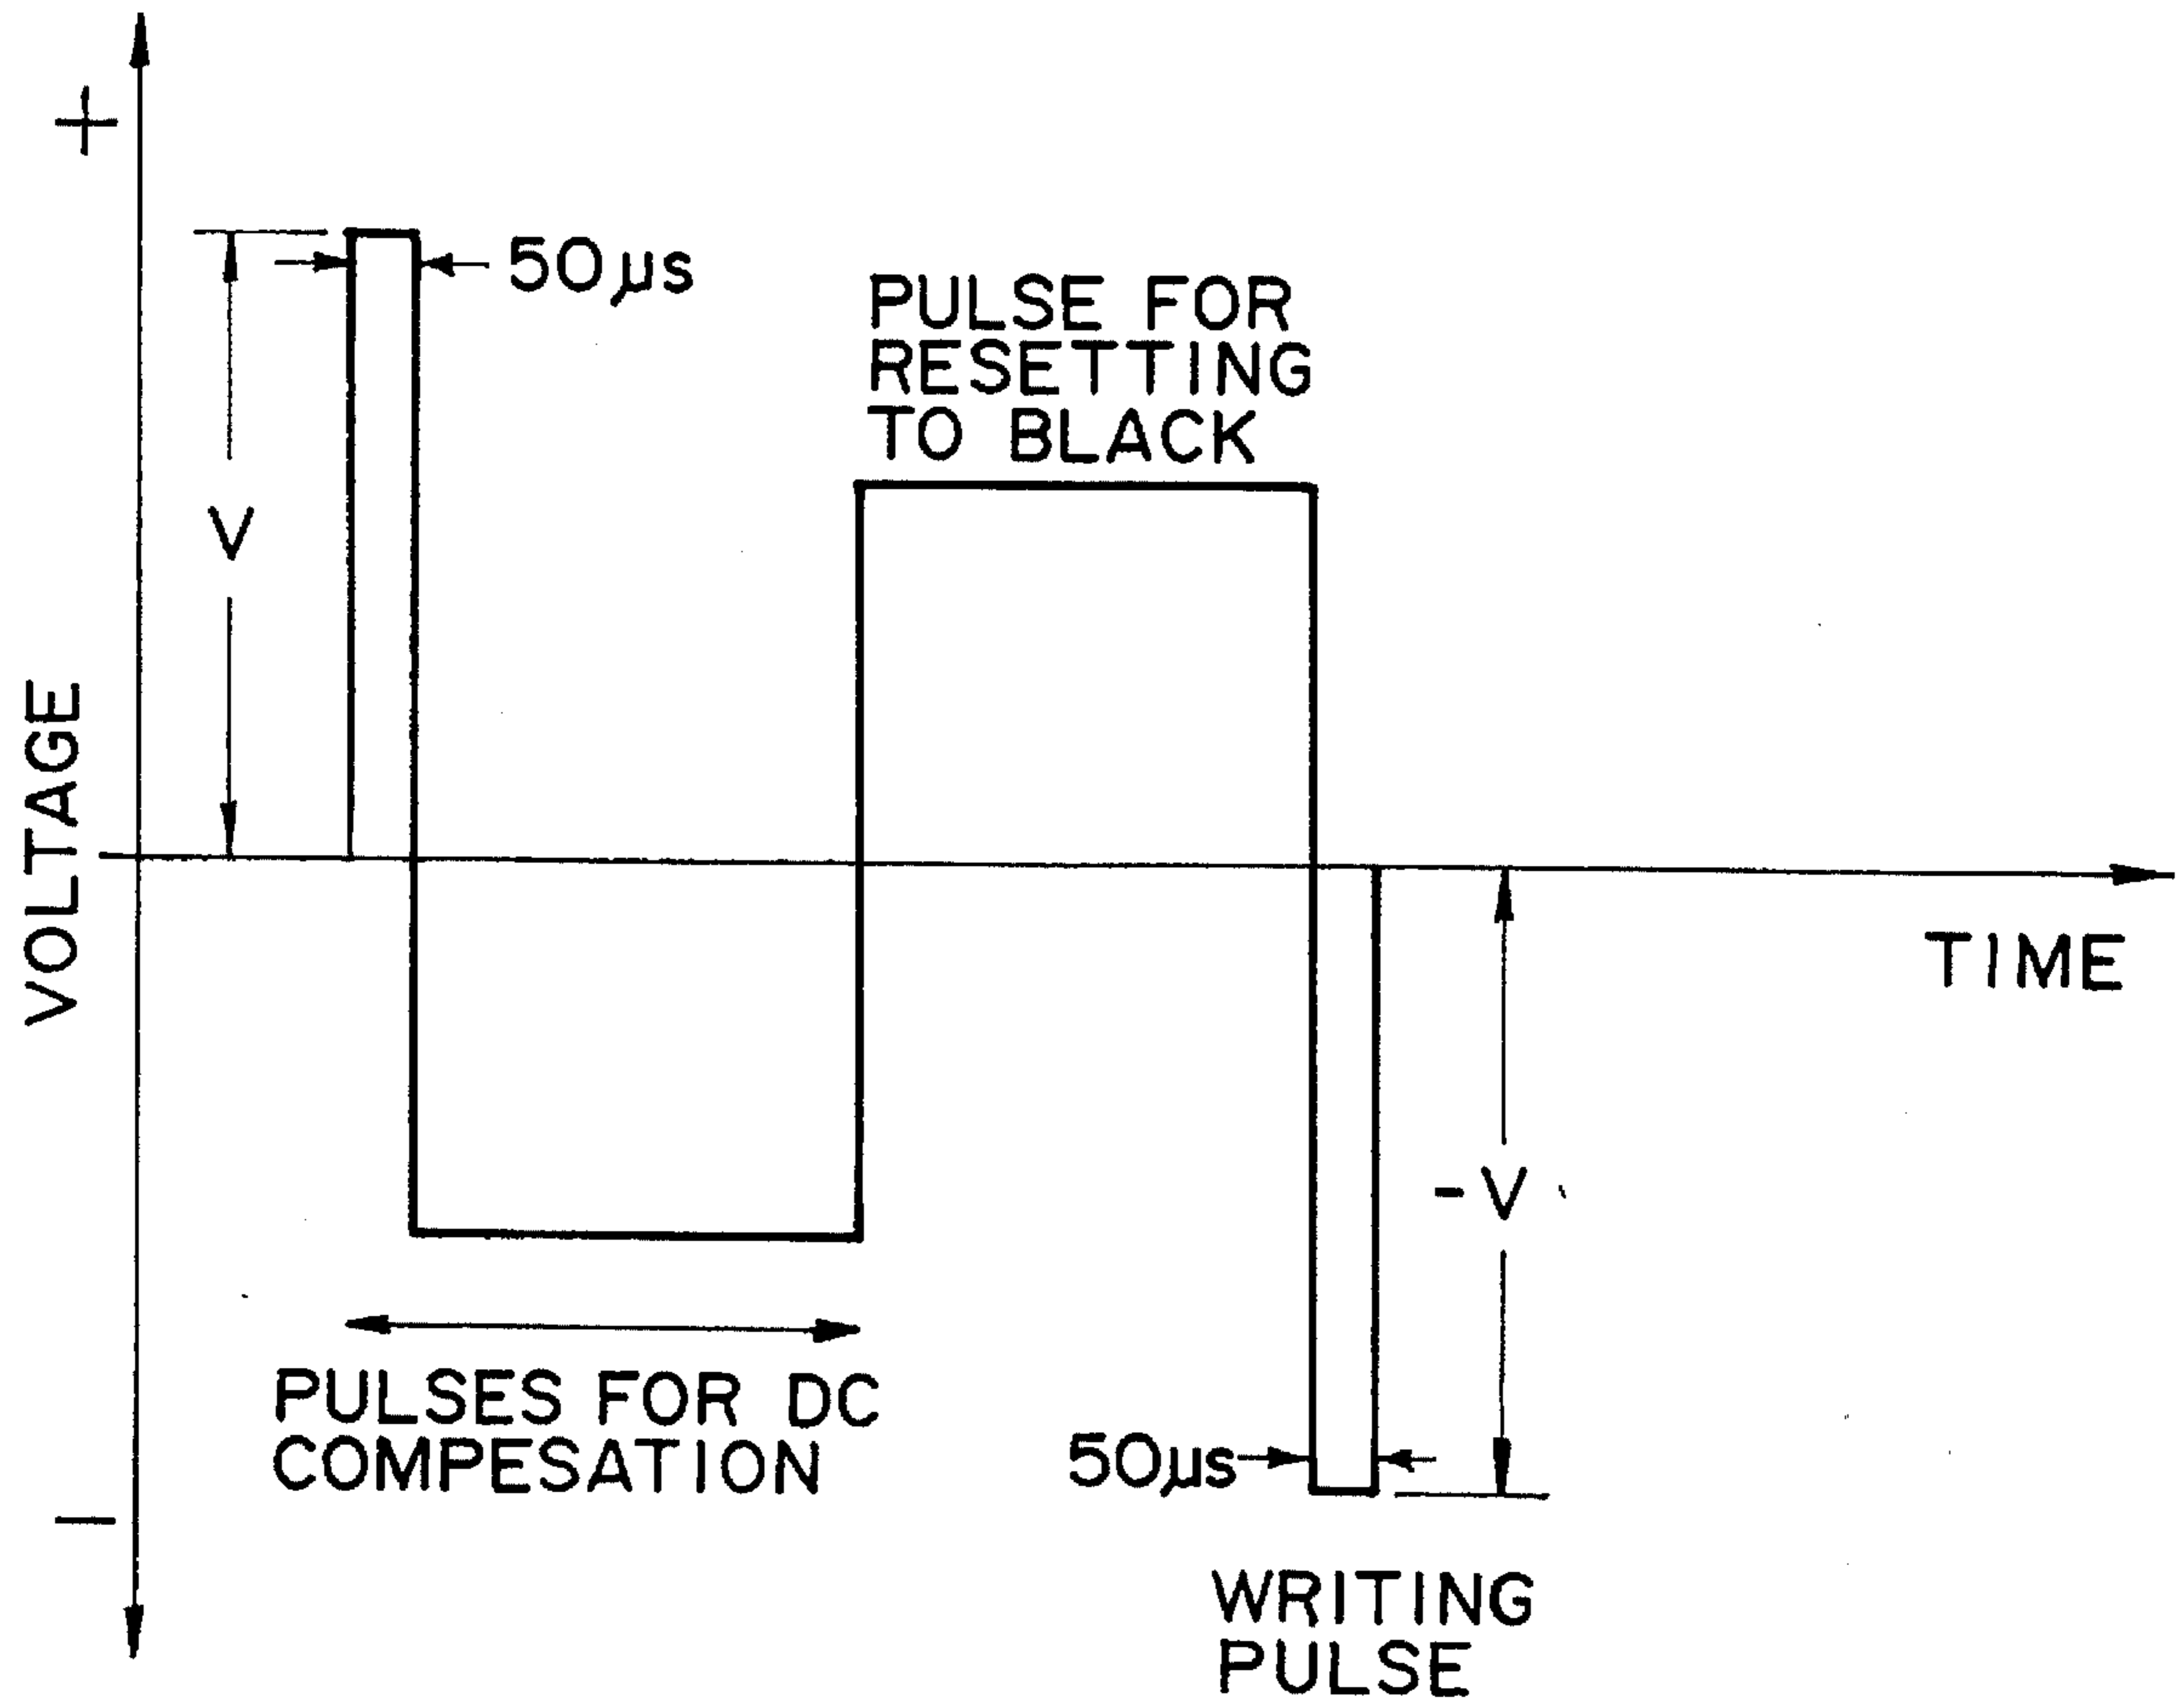 +
50µs
PULSE FOR
RESETTING
TO BLACK
V
VOLTAGE
TIME
-V
PULSES FOR DC
COMPESATION
50µs
−
WRITING
PULSE